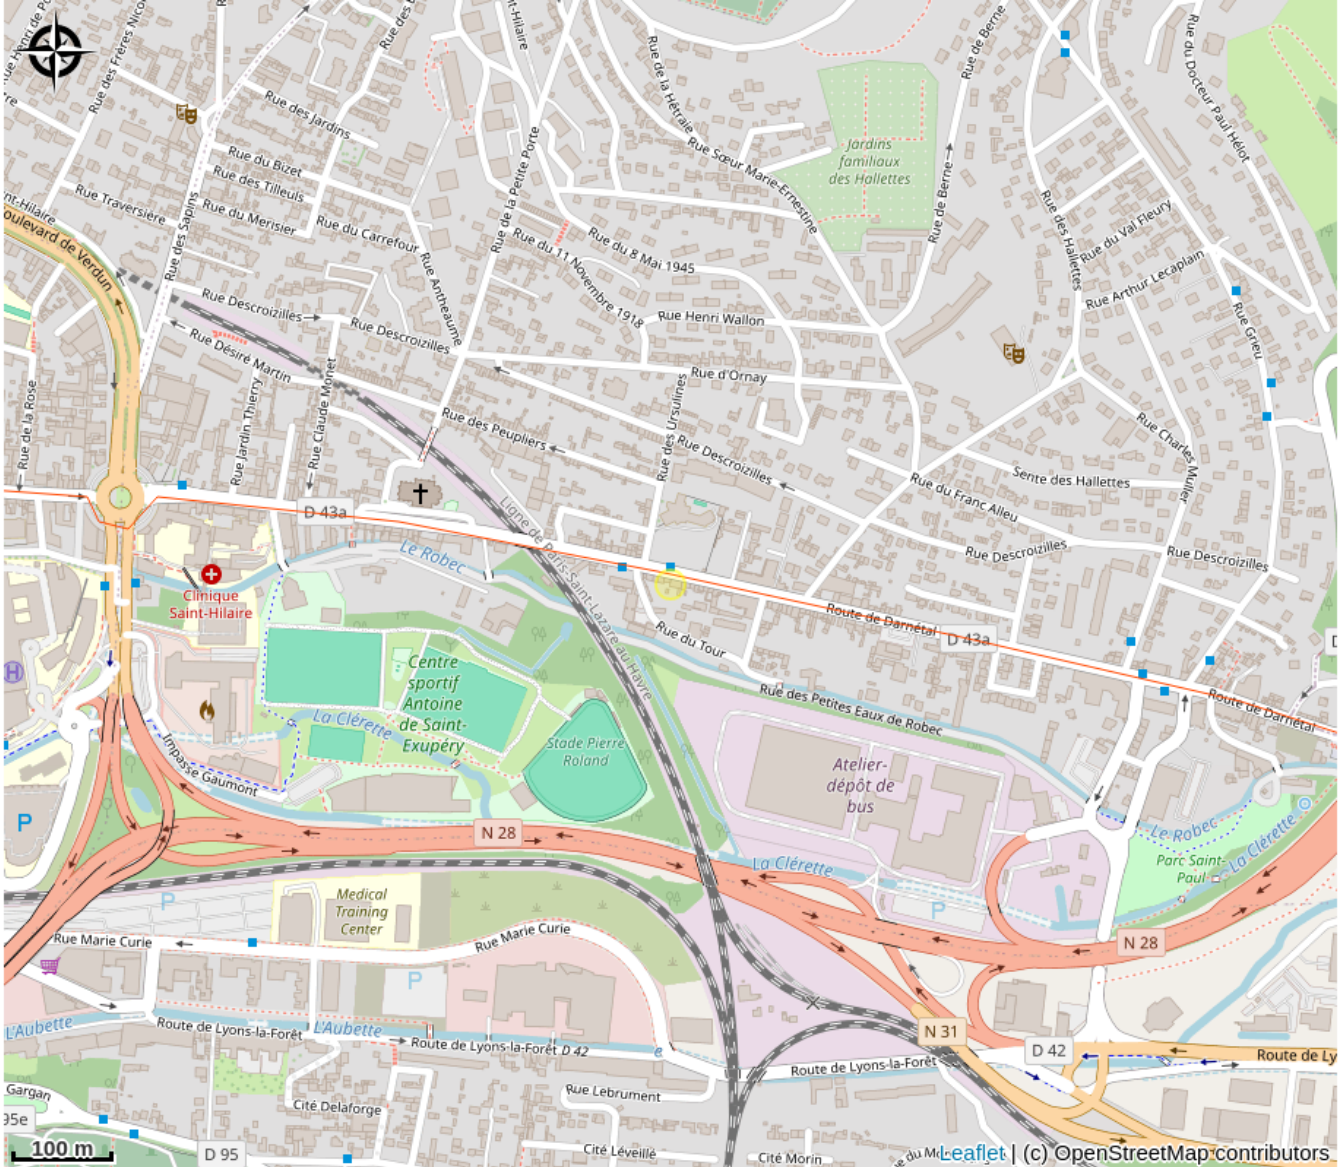 Rue des Frères Nico
nt-Hilaire
Rue de la Hétraie
Rue de Berne
Rue du Docteur Paul Hélot
Rue des Jardins
Rue du Bizet
Rue des Tilleuls
Rue Traversière
Rue du Merisier
Rue du Carrefour
Rue des Sapins
Rue Antheaume
Rue de la Petite Porte
Rue Sœur Marie-Ernestine
Jardins
familiaux
des Hallettes
Rue de Berne
Rue des Hallettes
Rue du Val Fleury
Rue Arthur Lecaplain
Rue Grieu
nt-Hilaire
oulevard de Verdun
Rue du 11 Novembre 1918
Rue du 8 Mai 1945
Rue Henri Wallon
Rue Descroizilles
Rue Descroizilles
Rue Désiré Martin
Rue d'Ornay
Rue de la Rose
Rue Jardin Thierry
Rue Claude Monet
Rue des Peupliers
Rue des Ursulines
Rue Descroizilles
Rue Charles Muller
Sente des Hallettes
Rue du Franc Alleu
Rue Descroizilles
Rue Descroizilles
D 43a
Ligne de Paris-Saint-Lazare au Havre
Le Robec
Clinique
Saint-Hilaire
Route de Darnétal
D 43a
Rue du Tour
Rue des Petites Eaux de Robec
Route de Darnétal
D
H
Centre
sportif
Antoine
de Saint-
Exupéry
La Clérette
Stade Pierre
Roland
Impasse Gaumont
Atelier-
dépôt de
bus
P
N 28
La Clérette
Le Robec
La Clérette
Parc Saint-
Paul
P
P
Medical
Training
Center
Rue Marie Curie
Rue Marie Curie
P
N 28
N 31
D 42
L'Aubette
Route de Lyons-la-Forêt
L'Aubette
Route de Lyons-la-Forêt D 42
e
Route de Lyons-la-Forêt
Route de Ly
Gargan
95e
Cité Delaforge
Rue Lebrument
Cité Léveillé
Cité Morin
100 m
D 95
Leaflet | (c) OpenStreetMap contributors